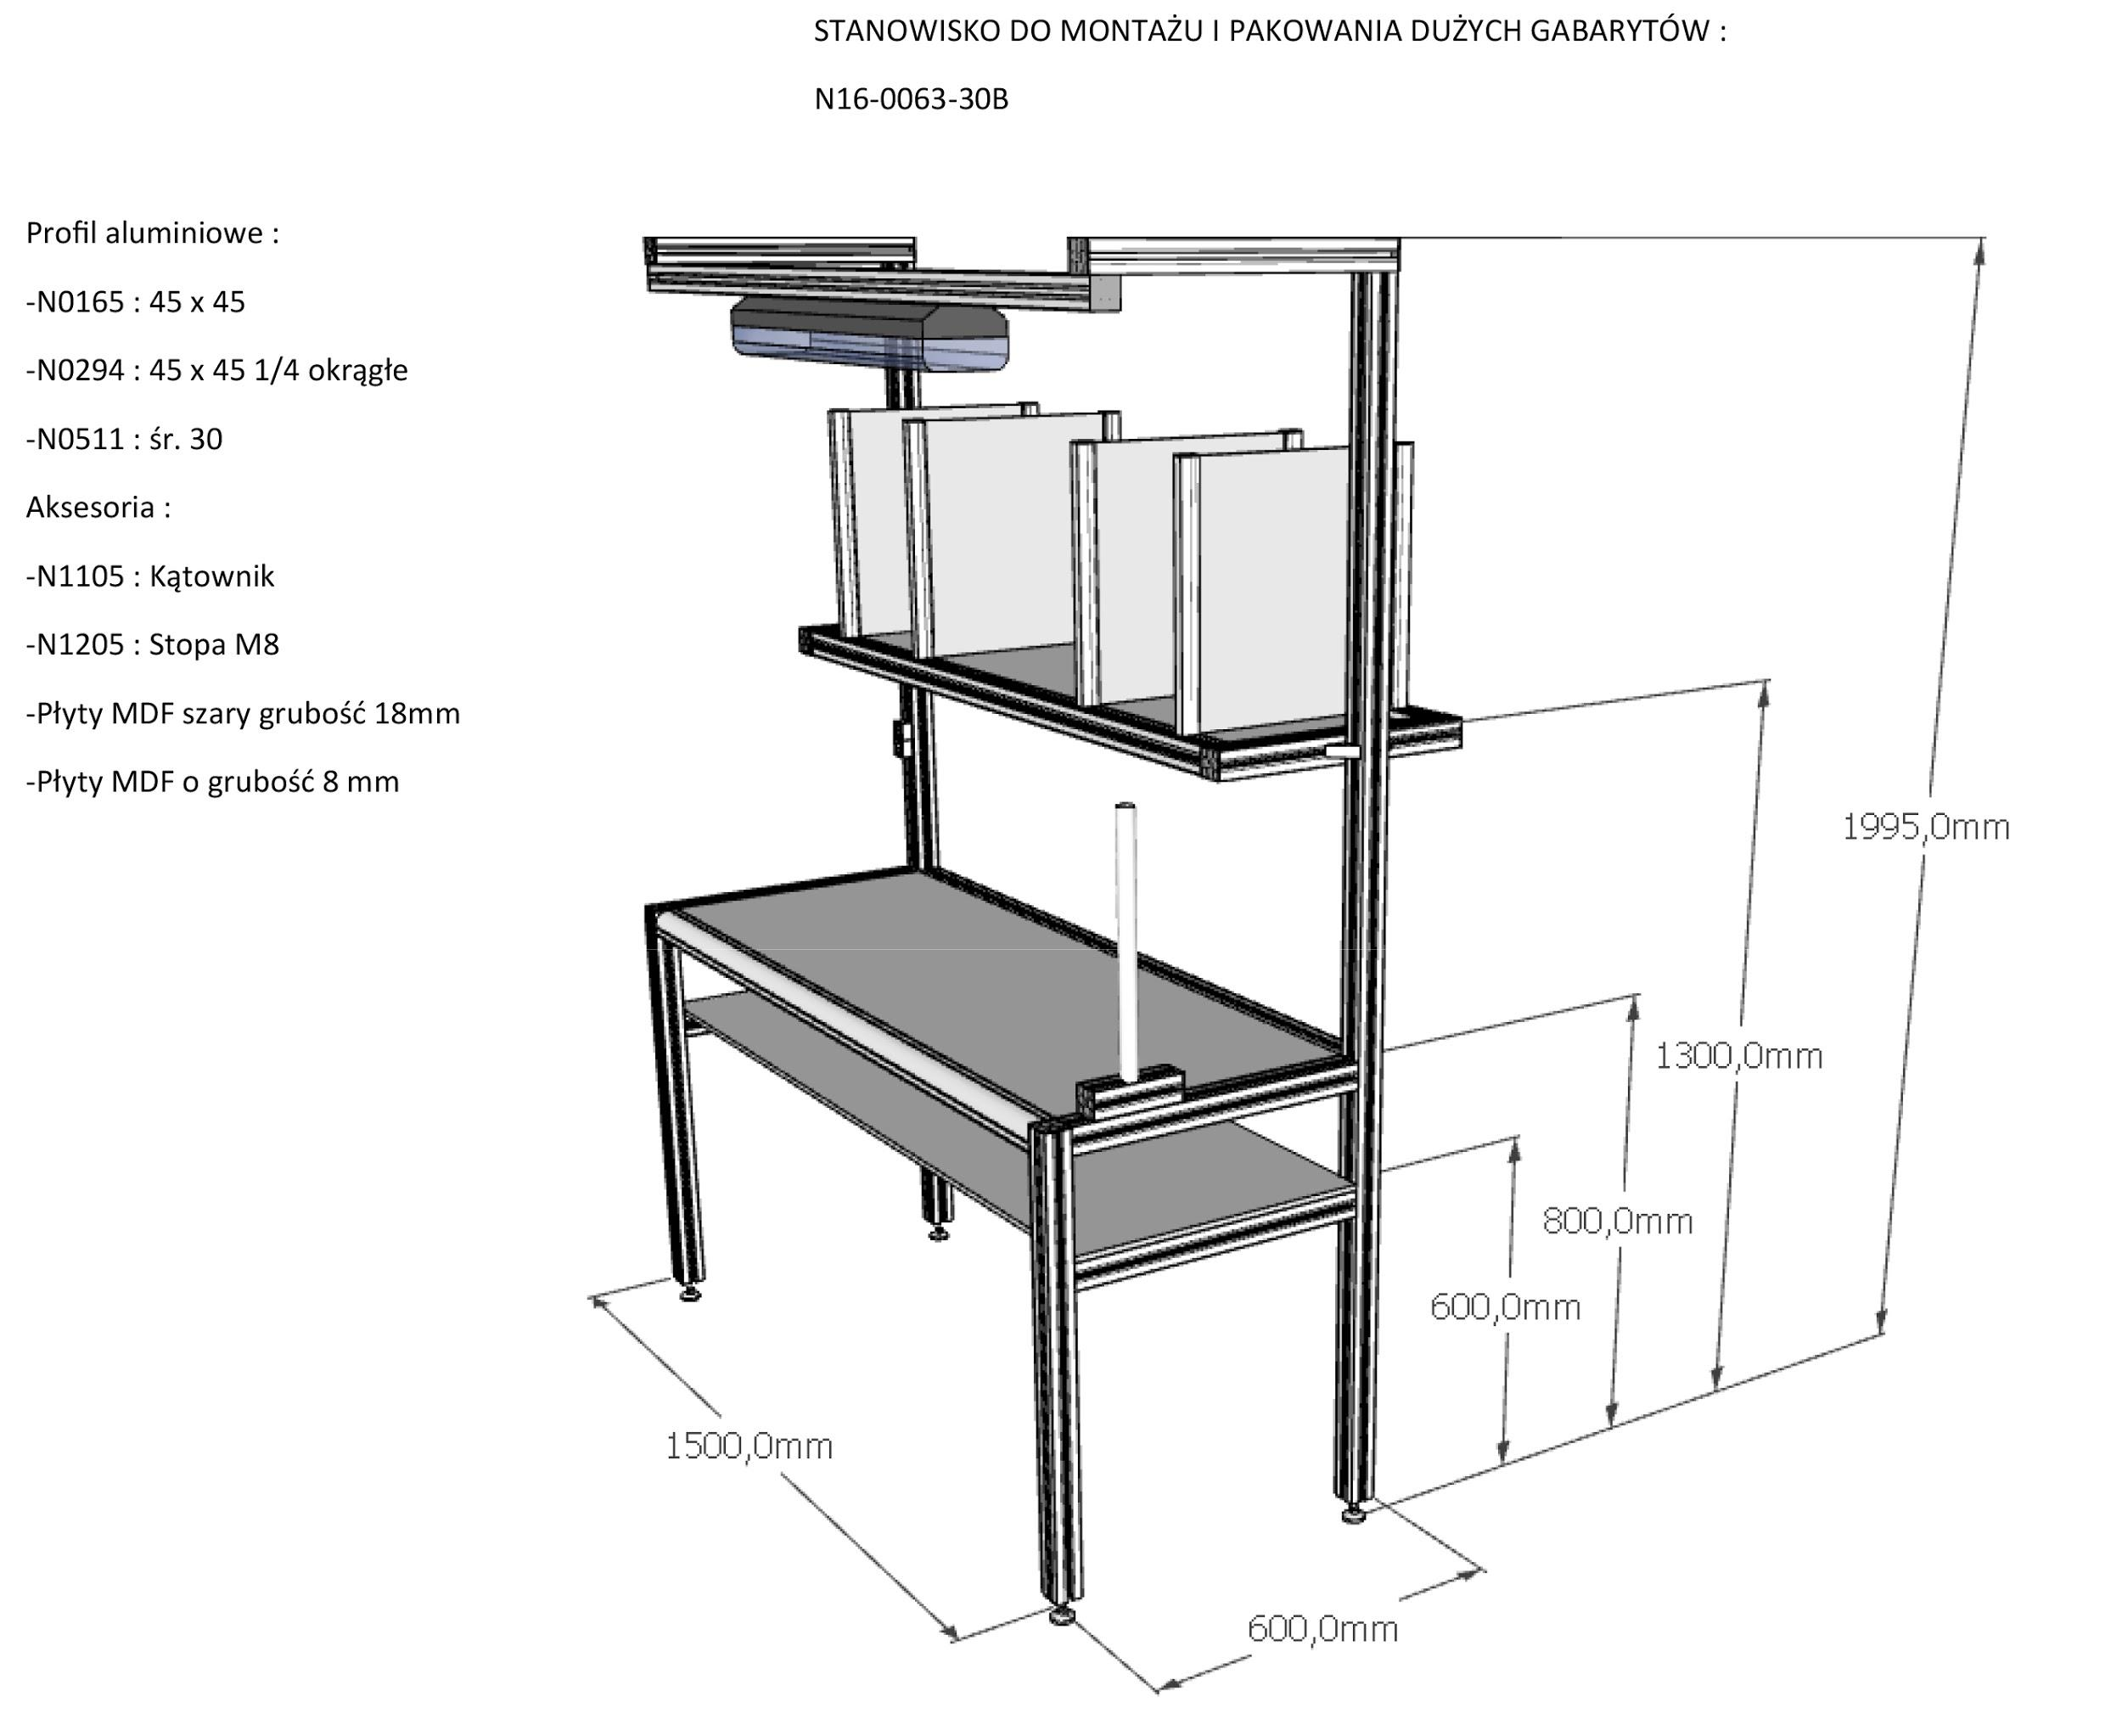 STANOWISKO DO MONTAŻU I PAKOWANIA DUŻYCH GABARYTÓW :
N16-0063-30B
Profil aluminiowe :
-N0165 : 45 x 45
-N0294 : 45 x 45 1/4 okrągłe
-N0511 : śr. 30
Aksesoria :
-N1105 : Kątownik
-N1205 : Stopa M8
-Płyty MDF szary grubość 18mm
-Płyty MDF o grubość 8 mm
1995,0mm
1300,0mm
800,0mm
600,0mm
1500,0mm
600,0mm